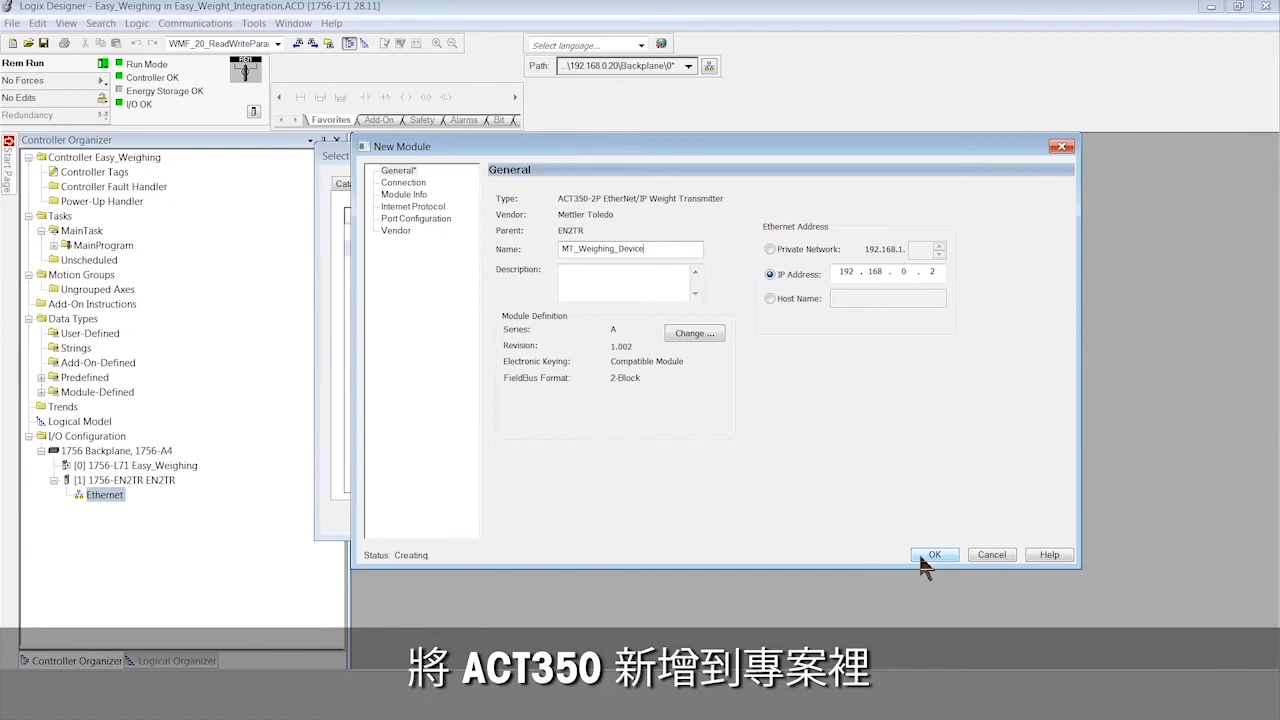 Logix Designer - Easy_Weighing in Easy_Weight_Integration.ACD [1756-L71 28.11]
File Edit View Search Logic Communications Tools Window Help
WMF_20_ReadWritePara
Select language...
Rem Run
Run Mode
No Forces
Controller OK
No Edits
Energy Storage OK
Redundancy
I/O OK
Path: ...\192.168.0.20\Backplane\0*
Favorites Add-On Safety Alarms Bit
Start Page
Controller Organizer
Controller Easy_Weighing
Controller Tags
Controller Fault Handler
Power-Up Handler
Tasks
MainTask
MainProgram
Unscheduled
Motion Groups
Ungrouped Axes
Add-On Instructions
Data Types
User-Defined
Strings
Add-On-Defined
Predefined
Module-Defined
Trends
Logical Model
I/O Configuration
1756 Backplane, 1756-A4
[0] 1756-L71 Easy_Weighing
[1] 1756-EN2TR EN2TR
Ethernet
Controller Organizer Logical Organizer
Select
Cat
New Module
General*
Connection
Module Info
Internet Protocol
Port Configuration
Vendor
General
Type: ACT350-2P EtherNet/IP Weight Transmitter
Vendor: Mettler Toledo
Parent: EN2TR
Name: MT_Weighing_Device
Description:
Module Definition
Series: A
Change ...
Revision: 1.002
Electronic Keying: Compatible Module
FieldBus Format: 2-Block
Ethernet Address
Private Network: 192.168.1.
IP Address: 192 . 168 . 0 . 2
Host Name:
Status: Creating
OK Cancel Help
將 ACT350 新增到專案裡